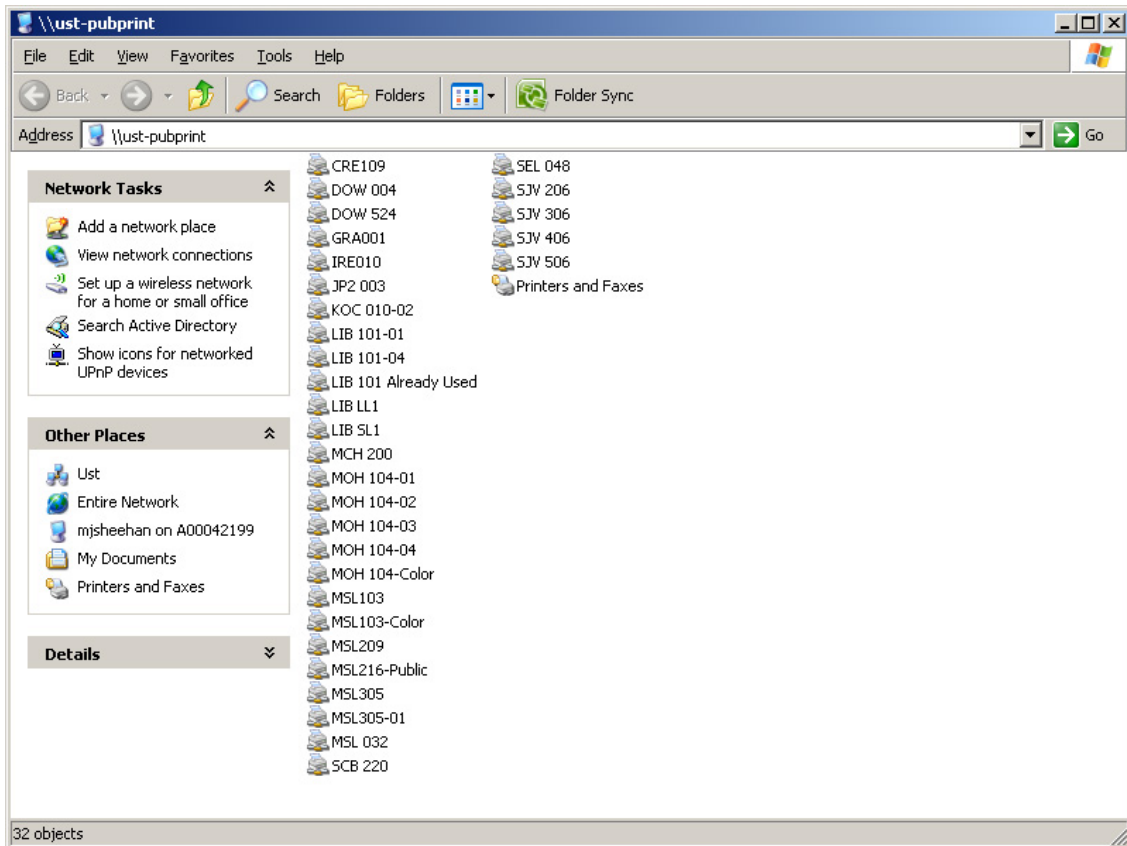 \\ust-pubprint
File Edit View Favorites Tools Help
Back Search Folders Folder Sync
Address \\ust-pubprint Go
Network Tasks
Add a network place
View network connections
Set up a wireless network
for a home or small office
Search Active Directory
Show icons for networked
UPnP devices
Other Places
Ust
Entire Network
mjsheehan on A00042199
My Documents
Printers and Faxes
Details
CRE109
DOW 004
DOW 524
GRA001
IRE010
JP2 003
KOC 010-02
LIB 101-01
LIB 101-04
LIB 101 Already Used
LIB LL1
LIB SL1
MCH 200
MOH 104-01
MOH 104-02
MOH 104-03
MOH 104-04
MOH 104-Color
MSL103
MSL103-Color
MSL209
MSL216-Public
MSL305
MSL305-01
MSL 032
SCB 220
SEL 048
SJV 206
SJV 306
SJV 406
SJV 506
Printers and Faxes
32 objects